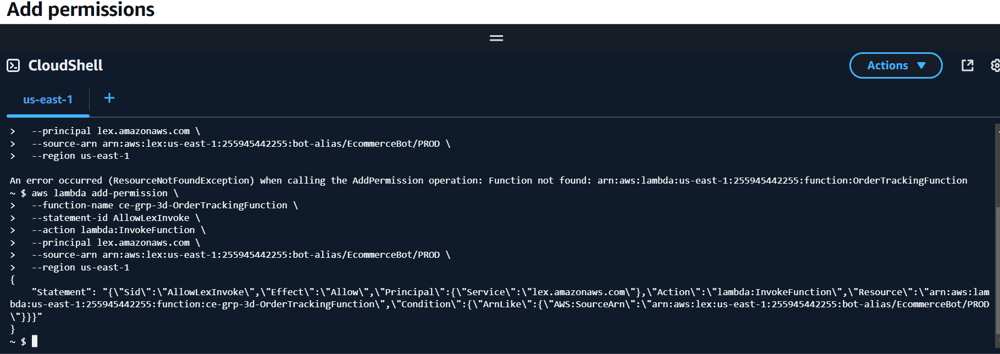 Add permissions
CloudShell
Actions
us-east-1
+
>   --principal lex.amazonaws.com \
>   --source-arn arn:aws:lex:us-east-1:255945442255:bot-alias/EcommerceBot/PROD \
>   --region us-east-1
An error occurred (ResourceNotFoundException) when calling the AddPermission operation: Function not found: arn:aws:lambda:us-east-1:255945442255:function:OrderTrackingFunction
~ $ aws lambda add-permission \
>   --function-name ce-grp-3d-OrderTrackingFunction \
>   --statement-id AllowLexInvoke \
>   --action lambda:InvokeFunction \
>   --principal lex.amazonaws.com \
>   --source-arn arn:aws:lex:us-east-1:255945442255:bot-alias/EcommerceBot/PROD \
>   --region us-east-1
{
    "Statement": "{\"Sid\":\"AllowLexInvoke\",\"Effect\":\"Allow\",\"Principal\":{\"Service\":\"lex.amazonaws.com\"},\"Action\":\"lambda:InvokeFunction\",\"Resource\":\"arn:aws:lam
bda:us-east-1:255945442255:function:ce-grp-3d-OrderTrackingFunction\",\"Condition\":{\"ArnLike\":{\"AWS:SourceArn\":\"arn:aws:lex:us-east-1:255945442255:bot-alias/EcommerceBot/PROD
\"}}}"
}
~ $